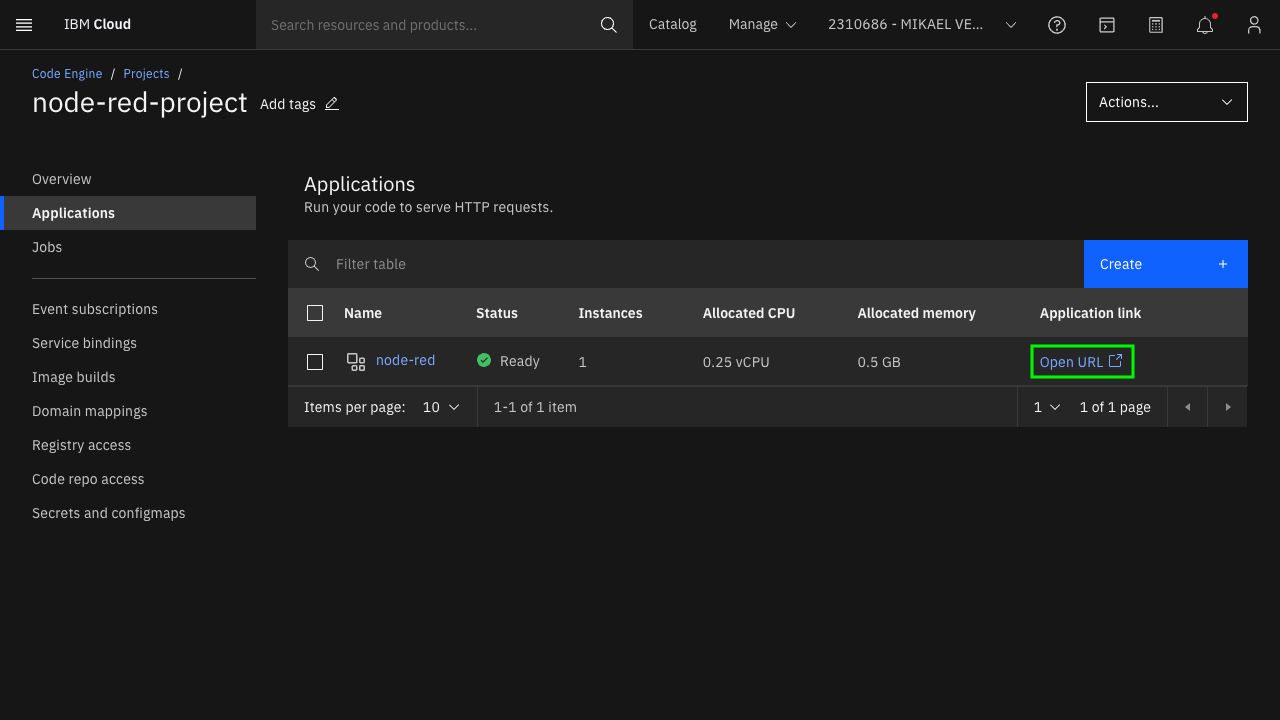 IBM Cloud
Search resources and products...
Catalog
Manage
2310686 - MIKAEL VE...
Code Engine / Projects /
node-red-project
Add tags
Actions...
Overview
Applications
Jobs
Event subscriptions
Service bindings
Image builds
Domain mappings
Registry access
Code repo access
Secrets and configmaps
Applications
Run your code to serve HTTP requests.
Filter table
Create +
Name Status Instances Allocated CPU Allocated memory Application link
node-red Ready 1 0.25 vCPU 0.5 GB Open URL
Items per page: 10 1-1 of 1 item 1 1 of 1 page